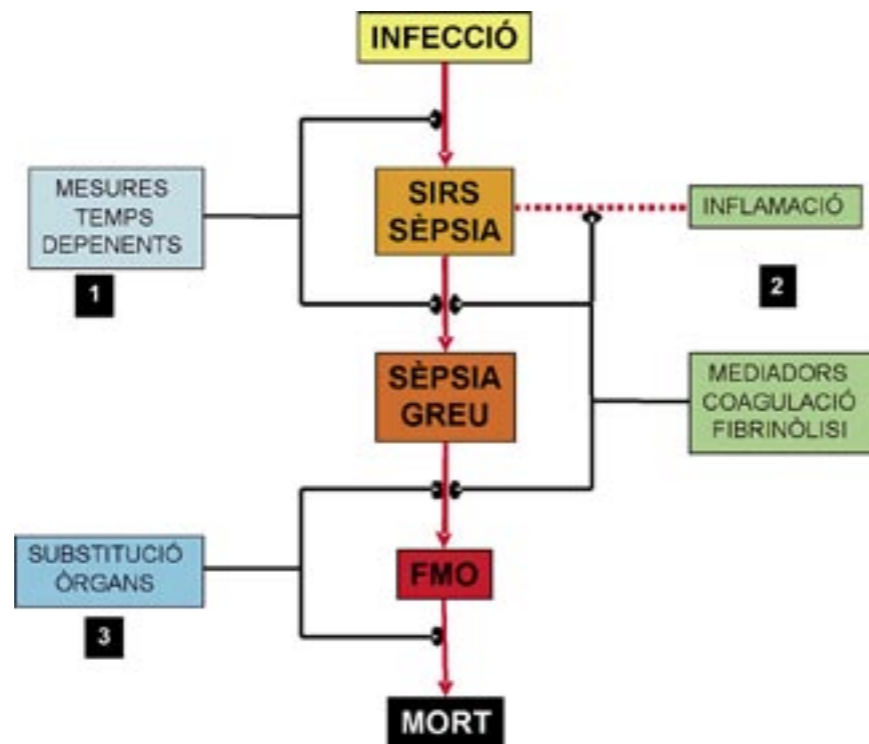 INFECCIÓ
MESURES
TEMPS
DEPENENTS
1
SIRS
SÈPSIA
INFLAMACIÓ
2
SÈPSIA
GREU
MEDIADORS
COAGULACIÓ
FIBRINÒLISI
SUBSTITUCIÓ
ÒRGANS
3
FMO
MORT